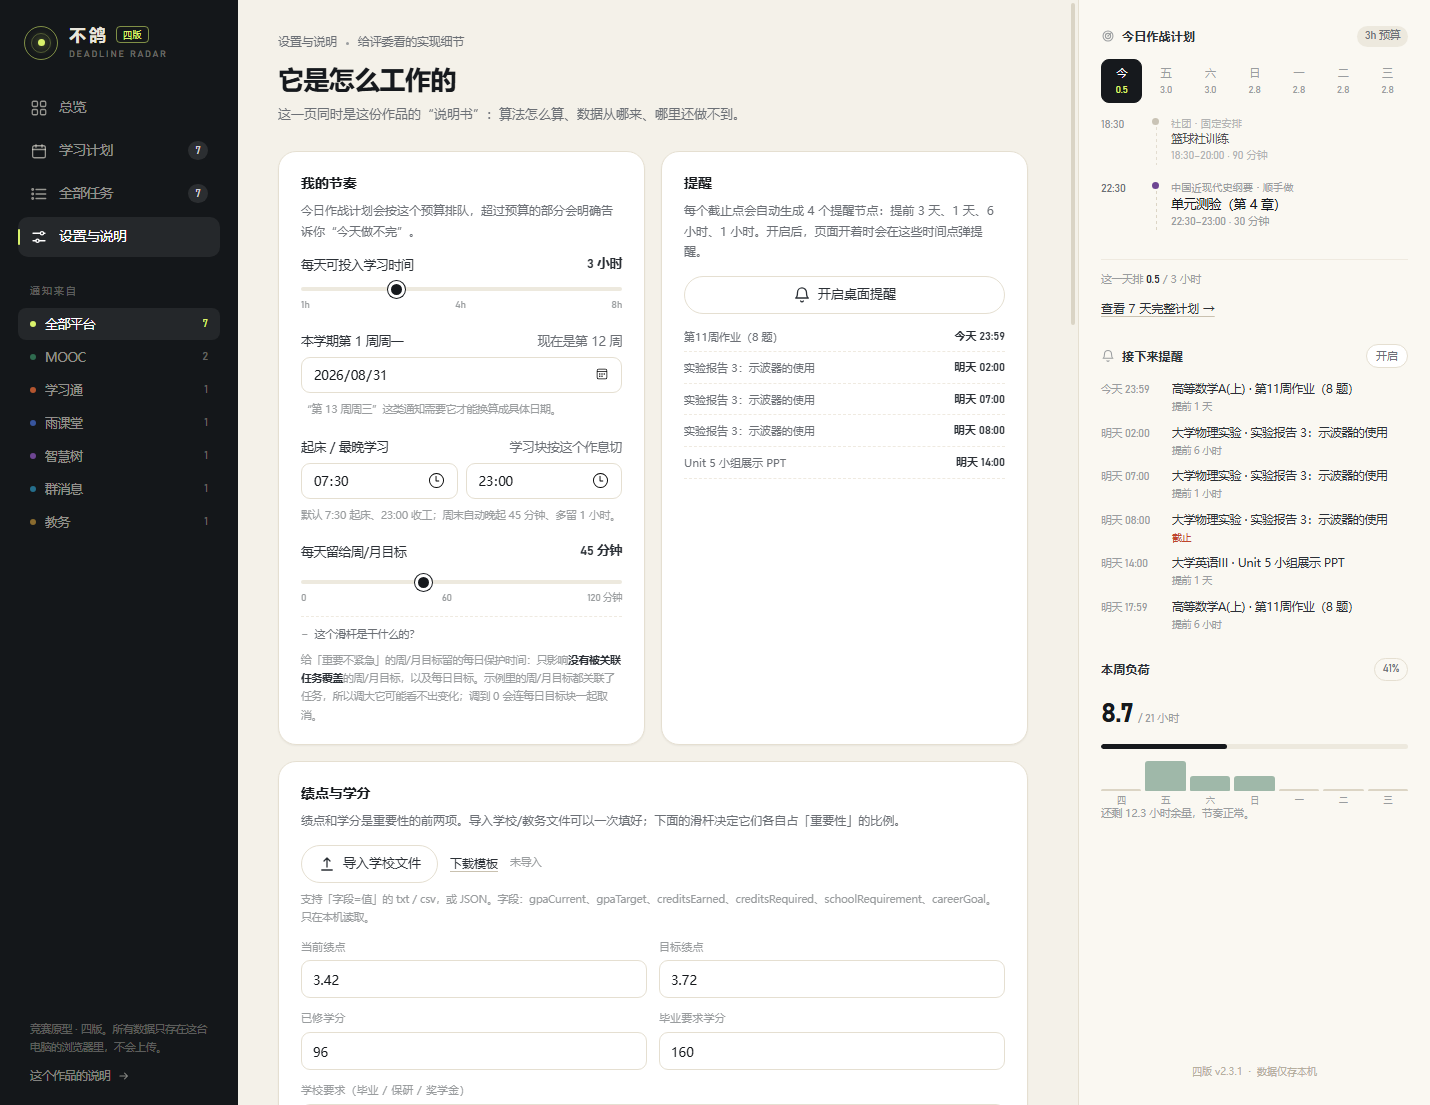 不鸽 四版
DEADLINE RADAR
总览
学习计划 7
全部任务 7
设置与说明
通知来自
全部平台 7
MOOC 2
学习通 1
雨课堂 1
智慧树 1
群消息 1
教务 1
竞赛原型 · 四版。所有数据只存在这台
电脑的浏览器里，不会上传。
这个作品的说明 →
设置与说明 · 给评委看的实现细节
它是怎么工作的
这一页同时是这份作品的“说明书”：算法怎么算、数据从哪来、哪里还做不到。
我的节奏
今日作战计划会按这个预算排队，超过预算的部分会明确告
诉你“今天做不完”。
每天可投入学习时间 3 小时
1h 4h 8h
本学期第 1 周周一 现在是第 12 周
2026/08/31
“第 13 周周三”这类通知需要它才能换算成具体日期。
起床 / 最晚学习 学习块按这个作息切
07:30 23:00
默认 7:30 起床、23:00 收工；周末自动晚起 45 分钟、多留 1 小时。
每天留给周/月目标 45 分钟
0 60 120 分钟
– 这个滑杆是干什么的？
给「重要不紧急」的周/月目标留的每日保护时间：只影响没有被关联
任务覆盖的周/月目标，以及每日目标。示例里的周/月目标都关联了
任务，所以调大它可能看不出变化；调到 0 会连每日目标块一起取
消。
提醒
每个截止点会自动生成 4 个提醒节点：提前 3 天、1 天、6
小时、1 小时。开启后，页面开着时会在这些时间点弹提
醒。
开启桌面提醒
第11周作业（8 题） 今天 23:59
实验报告 3：示波器的使用 明天 02:00
实验报告 3：示波器的使用 明天 07:00
实验报告 3：示波器的使用 明天 08:00
Unit 5 小组展示 PPT 明天 14:00
绩点与学分
绩点和学分是重要性的前两项。导入学校/教务文件可以一次填好；下面的滑杆决定它们各自占「重要性」的比例。
导入学校文件 下载模板 未导入
支持「字段=值」的 txt / csv，或 JSON。字段：gpaCurrent、gpaTarget、creditsEarned、creditsRequired、schoolRequirement、careerGoal。
只在本机读取。
当前绩点 目标绩点
3.42 3.72
已修学分 毕业要求学分
96 160
学校要求（毕业 / 保研 / 奖学金）
今日作战计划 3h 预算
今 五 六 日 一 二 三
0.5 3.0 3.0 2.8 2.8 2.8 2.8
18:30 社团 · 固定安排
篮球社训练
18:30–20:00 · 90 分钟
22:30 中国近现代史纲要 · 顺手做
单元测验（第 4 章）
22:30–23:00 · 30 分钟
这一天排 0.5 / 3 小时
查看 7 天完整计划 →
接下来提醒 开启
今天 23:59 高等数学A(上) · 第11周作业（8 题）
提前 1 天
明天 02:00 大学物理实验 · 实验报告 3：示波器的使用
提前 6 小时
明天 07:00 大学物理实验 · 实验报告 3：示波器的使用
提前 1 小时
明天 08:00 大学物理实验 · 实验报告 3：示波器的使用
截止
明天 14:00 大学英语III · Unit 5 小组展示 PPT
提前 1 天
明天 17:59 高等数学A(上) · 第11周作业（8 题）
提前 6 小时
本周负荷 41%
8.7 / 21 小时
四 五 六 日 一 二 三
还剩 12.3 小时余量，节奏正常。
四版 v2.3.1 · 数据仅存本机